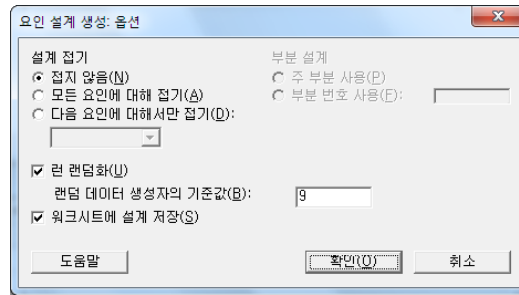 요인 설계 생성: 옵션
설계 접기
접지 않음(N)
모든 요인에 대해 접기(A)
다음 요인에 대해서만 접기(D):
부분 설계
주 부분 사용(P)
부분 번호 사용(F):
런 랜덤화(U)
랜덤 데이터 생성자의 기준값(B):
9
워크시트에 설계 저장(S)
도움말
확인(O)
취소